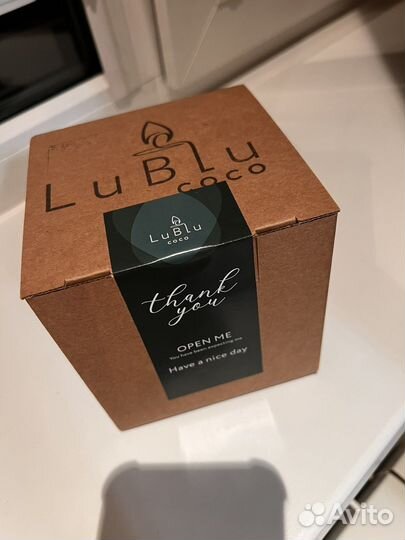 LuBlu
coco
LuBlu
coco
thank
you
OPEN ME
You have been expecting me
Have a nice day
Avito